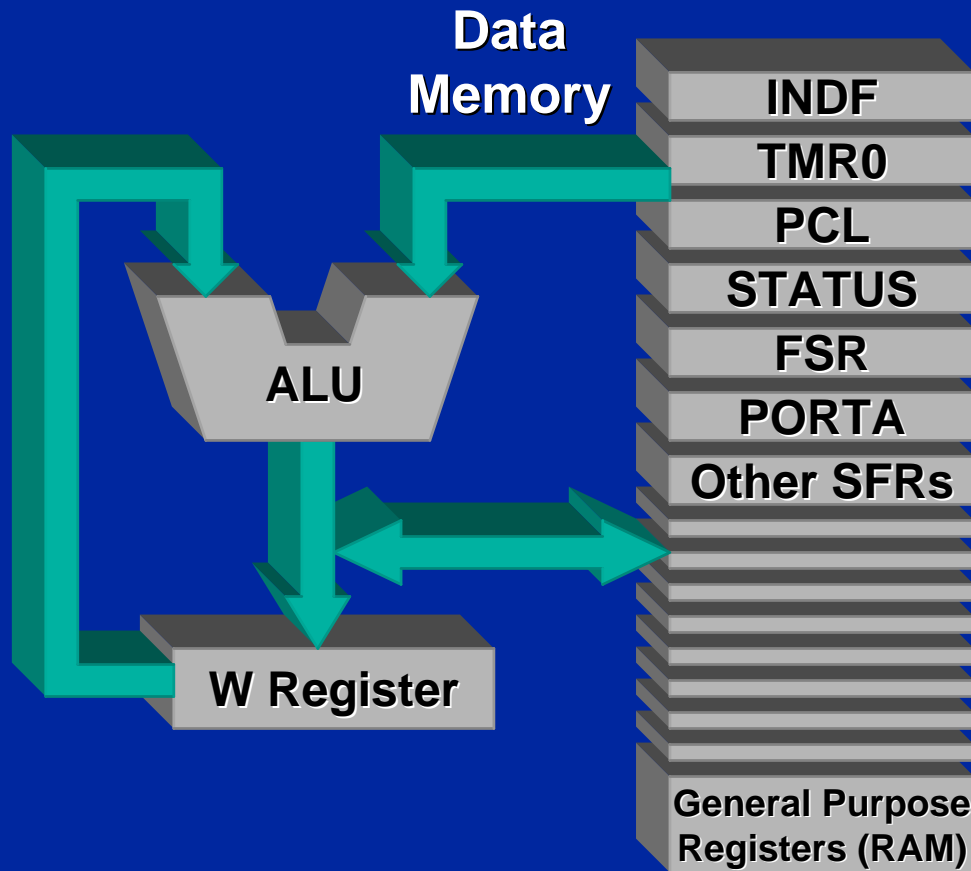 Data
Memory
INDF
TMR0
PCL
STATUS
FSR
PORTA
Other SFRs
ALU
W Register
General Purpose
Registers (RAM)